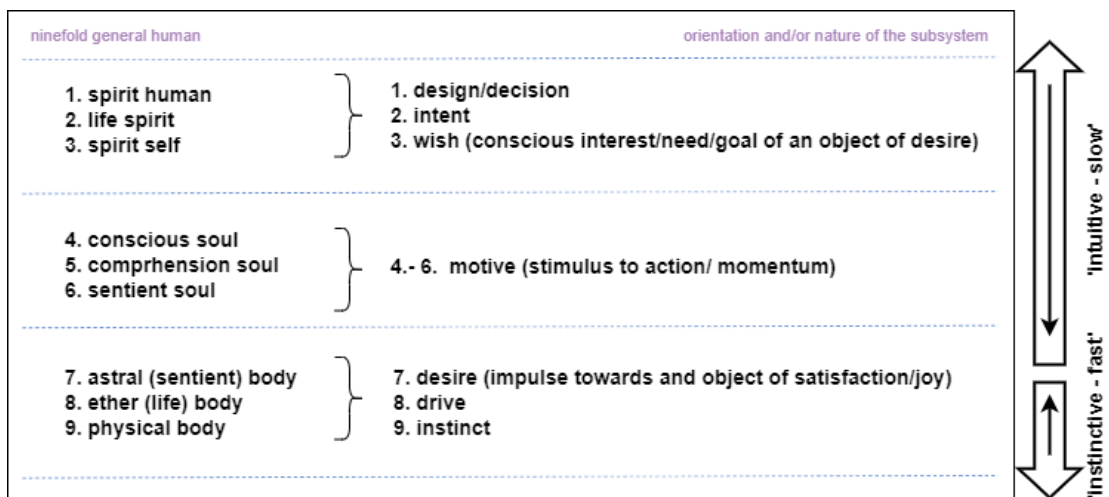 ninefold general human
orientation and/or nature of the subsystem
1. spirit human
2. life spirit
3. spirit self
1. design/decision
2. intent
3. wish (conscious interest/need/goal of an object of desire)
4. conscious soul
5. comprhension soul
6. sentient soul
4.- 6. motive (stimulus to action/ momentum)
7. astral (sentient) body
8. ether (life) body
9. physical body
7. desire (impulse towards and object of satisfaction/joy)
8. drive
9. instinct
'intuitive - slow'
'instinctive - fast'